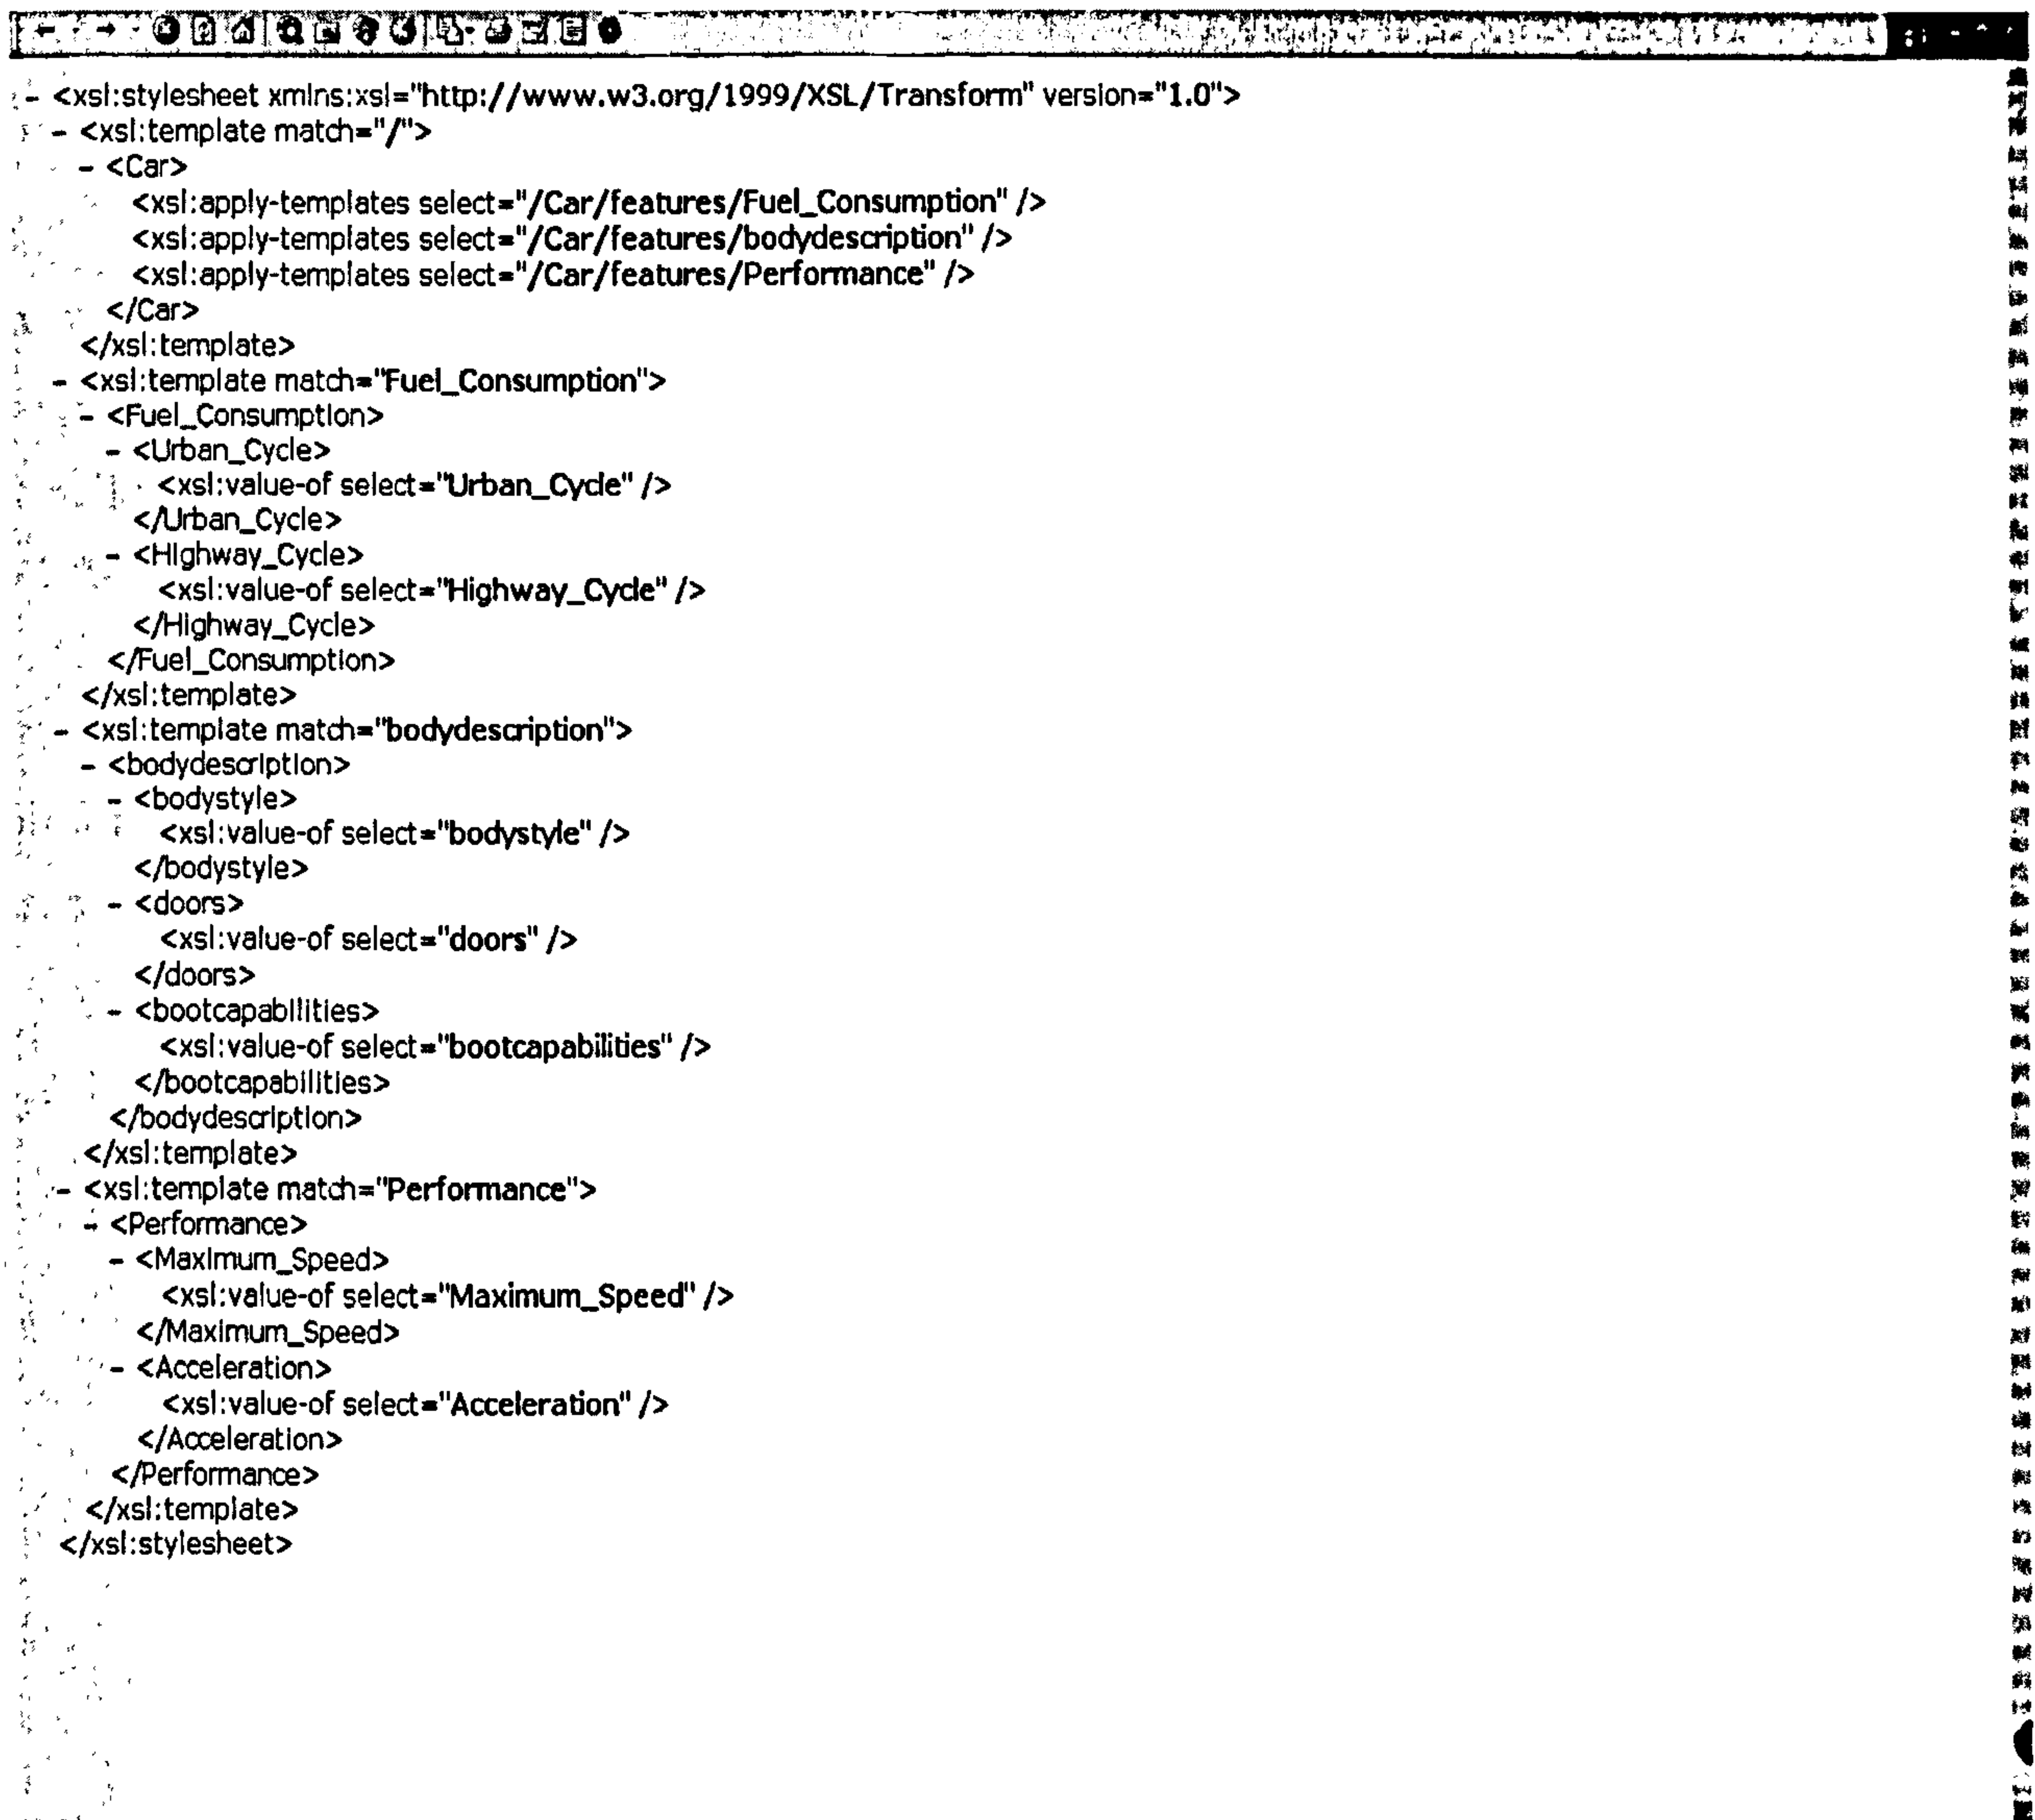 - <xsl:stylesheet xmlns:xsl="http://www.w3.org/1999/XSL/Transform" version="1.0">
- <xsl:template match="/">
- <Car>
<xsl:apply-templates select="/Car/features/Fuel_Consumption" />
<xsl:apply-templates select="/Car/features/bodydescription" />
<xsl:apply-templates select="/Car/features/Performance" />
</Car>
</xsl:template>
- <xsl:template match="Fuel_Consumption">
- <Fuel_Consumption>
- <Urban_Cycle>
<xsl:value-of select="Urban_Cycle" />
</Urban_Cycle>
- <Highway_Cycle>
<xsl:value-of select="Highway_Cycle" />
</Highway_Cycle>
</Fuel_Consumption>
</xsl:template>
- <xsl:template match="bodydescription">
- <bodydescription>
- <bodystyle>
<xsl:value-of select="bodystyle" />
</bodystyle>
- <doors>
<xsl:value-of select="doors" />
</doors>
- <bootcapabilities>
<xsl:value-of select="bootcapabilities" />
</bootcapabilities>
</bodydescription>
</xsl:template>
- <xsl:template match="Performance">
- <Performance>
- <Maximum_Speed>
<xsl:value-of select="Maximum_Speed" />
</Maximum_Speed>
- <Acceleration>
<xsl:value-of select="Acceleration" />
</Acceleration>
</Performance>
</xsl:template>
</xsl:stylesheet>